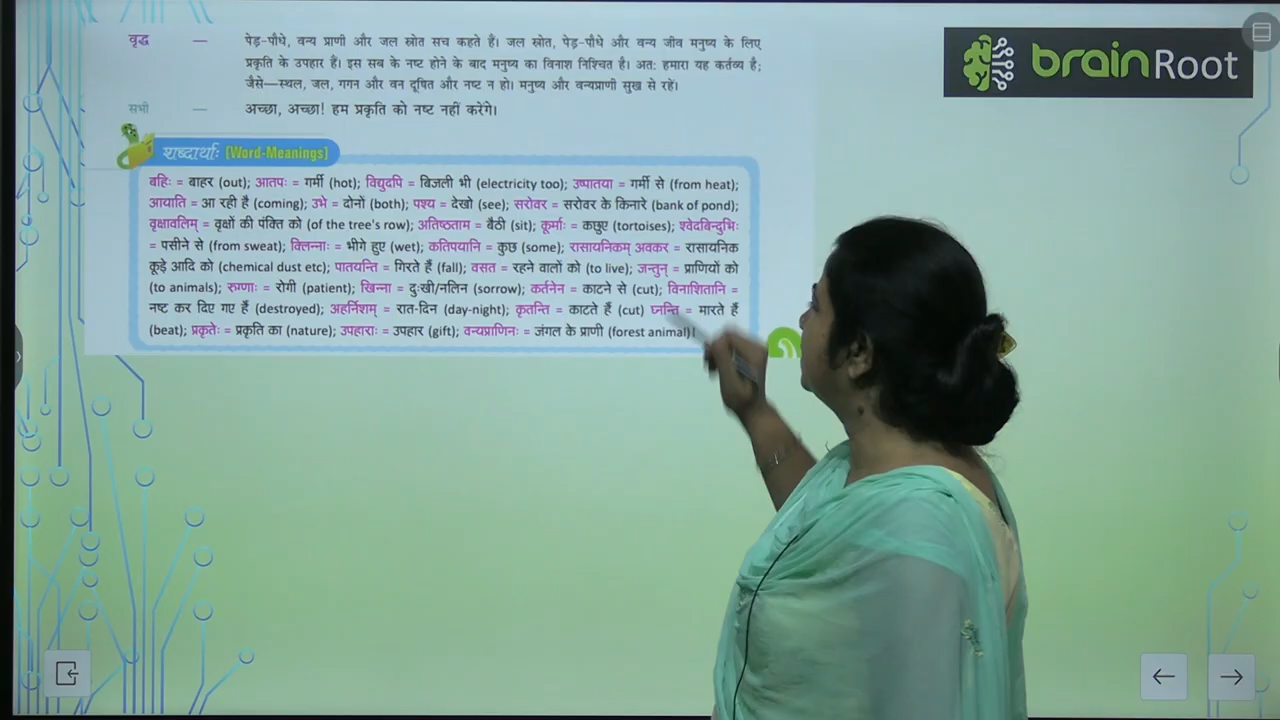 brainRoot
वृद्ध — पेड़-पौधे, वन्य प्राणी और जल स्रोत सच कहते हैं। जल स्रोत, पेड़-पौधे और वन्य जीव मनुष्य के लिए
प्रकृति के उपहार हैं। इस सब के नष्ट होने के बाद मनुष्य का विनाश निश्चित है। अत: हमारा यह कर्तव्य है;
जैसे—स्थल, जल, गगन और वन दूषित और नष्ट न हो। मनुष्य और वन्यप्राणी सुख से रहें।
सभी — अच्छा, अच्छा! हम प्रकृति को नष्ट नहीं करेंगे।
शब्दार्थाः (Word-Meanings)
बहिः = बाहर (out); आतपः = गर्मी (hot); विद्युदपि = बिजली भी (electricity too); उष्पातया = गर्मी से (from heat);
आयाति = आ रही है (coming); उभे = दोनों (both); पश्य = देखो (see); सरोवर = सरोवर के किनारे (bank of pond);
वृक्षावलिम् = वृक्षों की पंक्ति को (of the tree's row); अतिष्ठताम = बैठी (sit); कूर्माः = कछुए (tortoises); श्वेदबिन्दुभिः
= पसीने से (from sweat); क्लिन्नाः = भीगे हुए (wet); कतिपयानि = कुछ (some); रासायनिकम् अवकर = रासायनिक
कूड़े आदि को (chemical dust etc); पातयन्ति = गिरते हैं (fall); वसत = रहने वालों को (to live); जन्तुन् = प्राणियों को
(to animals); रुग्णाः = रोगी (patient); खिन्ना = दुःखी/नलिन (sorrow); कर्तनेन = काटने से (cut); विनाशितानि =
नष्ट कर दिए गए हैं (destroyed); अहर्निशम् = रात-दिन (day-night); कृतन्ति = काटते हैं (cut) घ्नन्ति = मारते हैं
(beat); प्रकृतेः = प्रकृति का (nature); उपहाराः = उपहार (gift); वन्यप्राणिनः = जंगल के प्राणी (forest animal)।